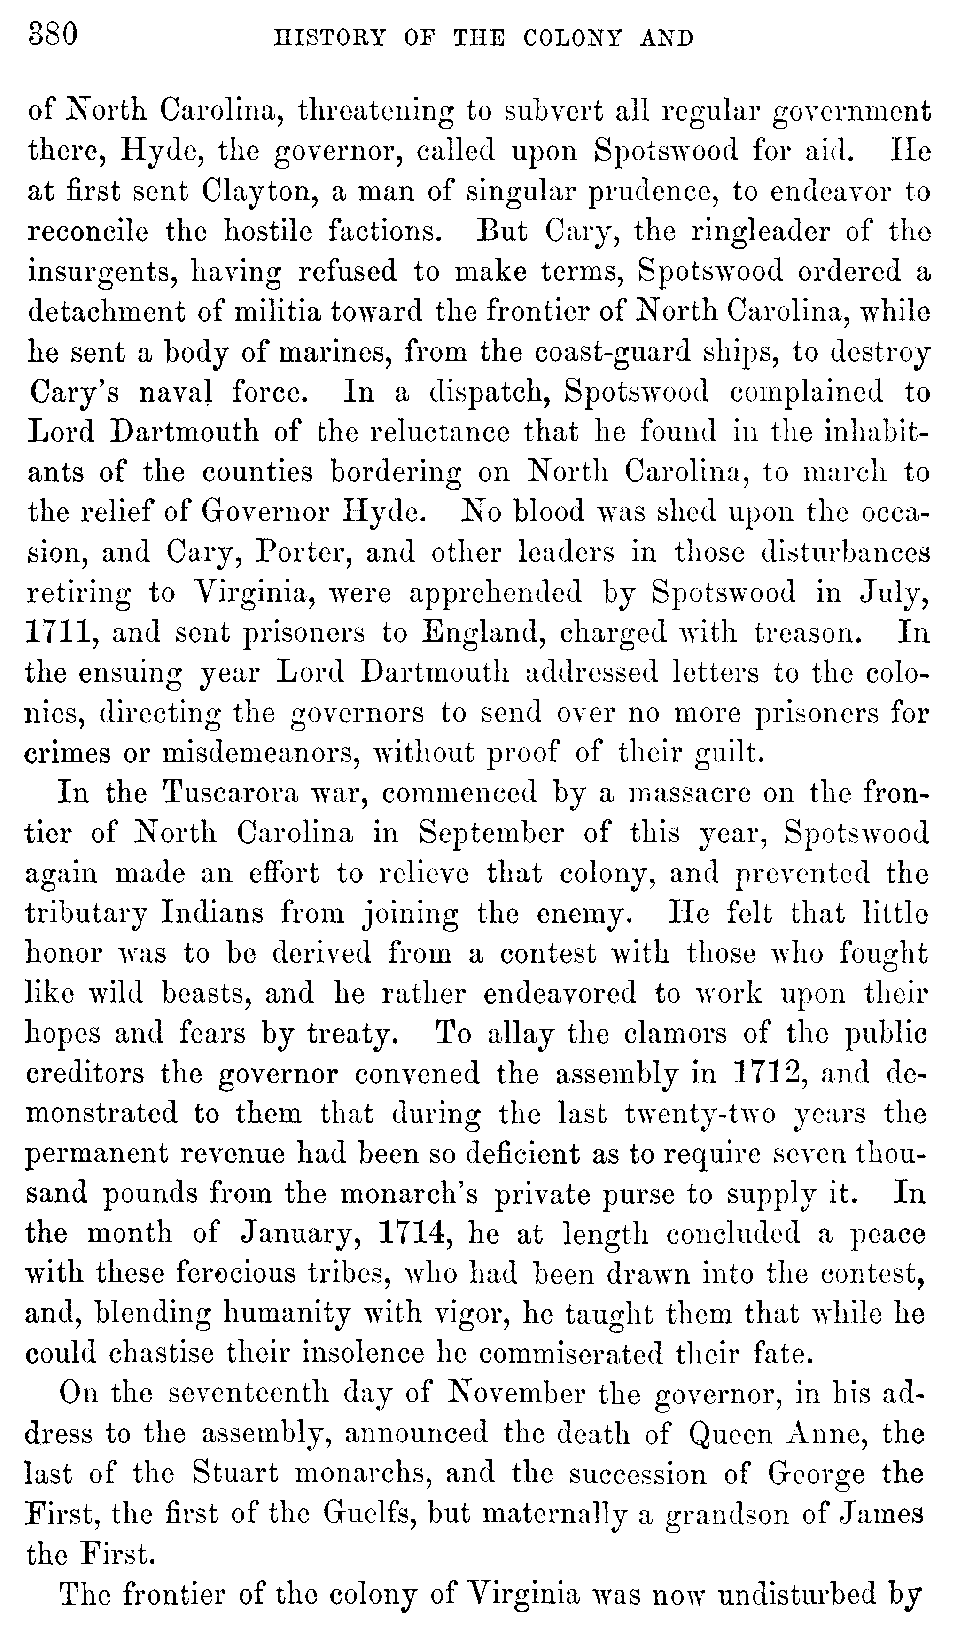 380 HISTORY OF THE COLONY AND
of North Carolina, threatening to subvert all regular government
there, Hyde, the governor, called upon Spotswood for aid. He
at first sent Clayton, a man of singular prudence, to endeavor to
reconcile the hostile factions. But Cary, the ringleader of the
insurgents, having refused to make terms, Spotswood ordered a
detachment of militia toward the frontier of North Carolina, while
he sent a body of marines, from the coast-guard ships, to destroy
Cary's naval force. In a dispatch, Spotswood complained to
Lord Dartmouth of the reluctance that he found in the inhabit-
ants of the counties bordering on North Carolina, to march to
the relief of Governor Hyde. No blood was shed upon the occa-
sion, and Cary, Porter, and other leaders in those disturbances
retiring to Virginia, were apprehended by Spotswood in July,
1711, and sent prisoners to England, charged with treason. In
the ensuing year Lord Dartmouth addressed letters to the colo-
nies, directing the governors to send over no more prisoners for
crimes or misdemeanors, without proof of their guilt.
In the Tuscarora war, commenced by a massacre on the fron-
tier of North Carolina in September of this year, Spotswood
again made an effort to relieve that colony, and prevented the
tributary Indians from joining the enemy. He felt that little
honor was to be derived from a contest with those who fought
like wild beasts, and he rather endeavored to work upon their
hopes and fears by treaty. To allay the clamors of the public
creditors the governor convened the assembly in 1712, and de-
monstrated to them that during the last twenty-two years the
permanent revenue had been so deficient as to require seven thou-
sand pounds from the monarch's private purse to supply it. In
the month of January, 1714, he at length concluded a peace
with these ferocious tribes, who had been drawn into the contest,
and, blending humanity with vigor, he taught them that while he
could chastise their insolence he commiserated their fate.
On the seventeenth day of November the governor, in his ad-
dress to the assembly, announced the death of Queen Anne, the
last of the Stuart monarchs, and the succession of George the
First, the first of the Guelfs, but maternally a grandson of James
the First.
The frontier of the colony of Virginia was now undisturbed by